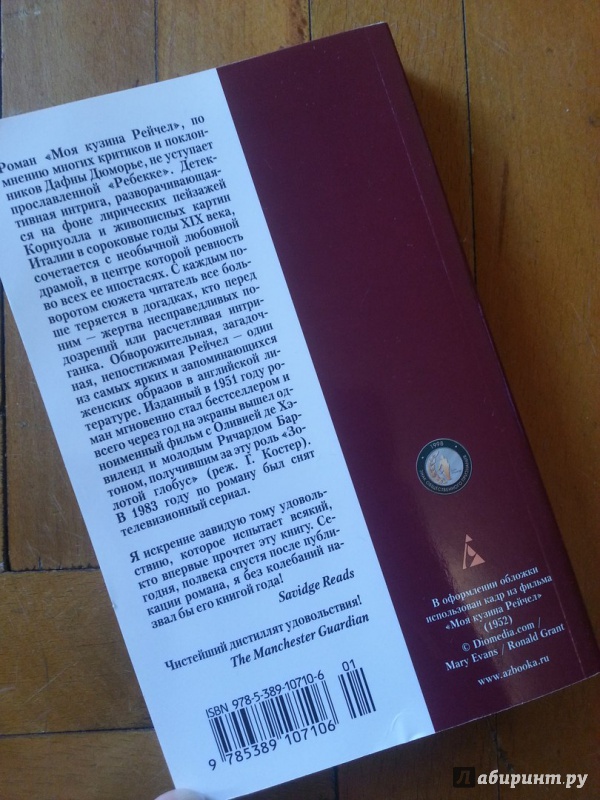 Роман «Моя кузина Рейчел», по
мнению многих критиков и поклон-
ников Дафны Дюморье, не уступает
прославленной «Ребекке». Детек-
тивная интрига, разворачивающая-
ся на фоне лирических пейзажей
Корнуолла и живописных картин
Италии в сороковые годы XIX века,
сочетается с необычной любовной
драмой, в центре которой ревность
во всех ее ипостасях. С каждым по-
воротом сюжета читатель все боль-
ше теряется в догадках, кто перед
ним — жертва несправедливых по-
дозрений или расчетливая интри-
ганка. Обворожительная, загадоч-
ная, непостижимая Рейчел — один
из самых ярких и запоминающихся
женских образов в английской ли-
тературе. Изданный в 1951 году ро-
ман мгновенно стал бестселлером и
всего через год на экраны вышел од-
ноименный фильм с Оливией де Хэ-
виленд и молодым Ричардом Бар-
тоном, получившим за эту роль «Зо-
лотой глобус» (реж. Г. Костер).
В 1983 году по роману был снят
телевизионный сериал.
Я искренне завидую тому удоволь-
ствию, которое испытает всякий,
кто впервые прочтет эту книгу. Се-
годня, полвека спустя после публи-
кации романа, я без колебаний на-
звал бы его книгой года!
Savidge Reads
Чистейший дистиллят удовольствия!
The Manchester Guardian
ISBN 978-5-389-10710-6
01
9 785389 107106
1998
В оформлении обложки
использован кадр из фильма
«Моя кузина Рейчел»
(1952)
© Diomedia.com /
Mary Evans / Ronald Grant
www.azbooka.ru
Лабиринт.ру